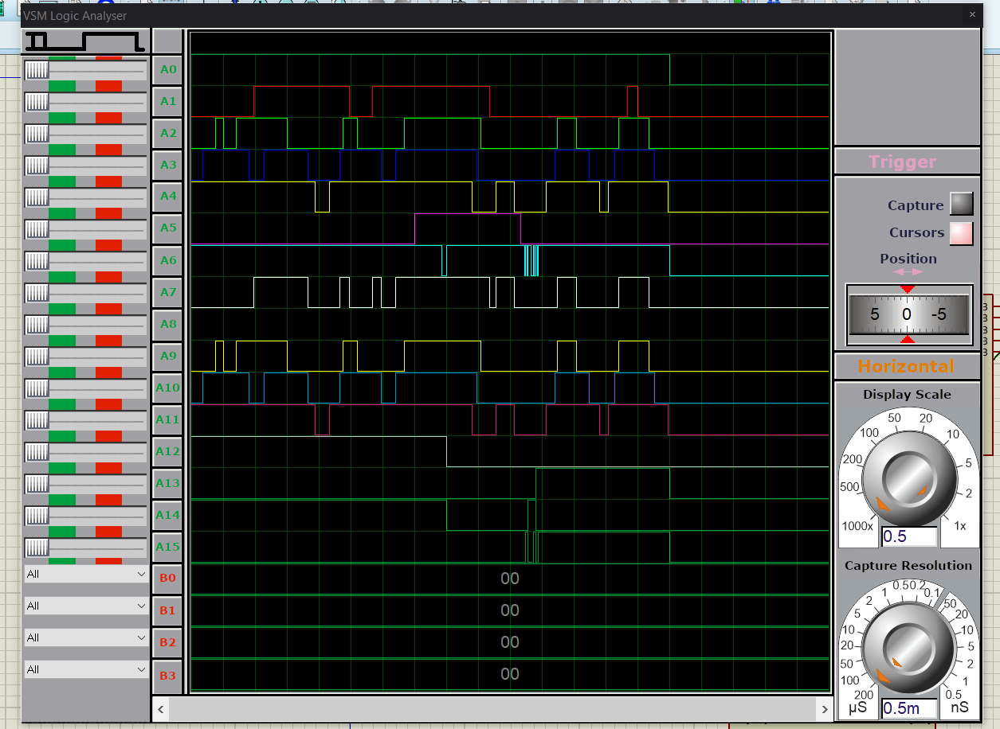 VSM Logic Analyser
×
A0
A1
A2
A3
A4
A5
A6
A7
A8
A9
A10
A11
A12
A13
A14
A15
All
B0
00
All
B1
00
All
B2
00
All
B3
00
Trigger
Capture
Cursors
Position
5 0 -5
Horizontal
Display Scale
50 20
100 10
200 5
500 2
1000x 1x
0.5
Capture Resolution
0.5 0.2
1 0.1
2 50
5 20
10 10
20 5
50 2
100 1
200 0.5
µS nS
0.5m
B
B
B
B